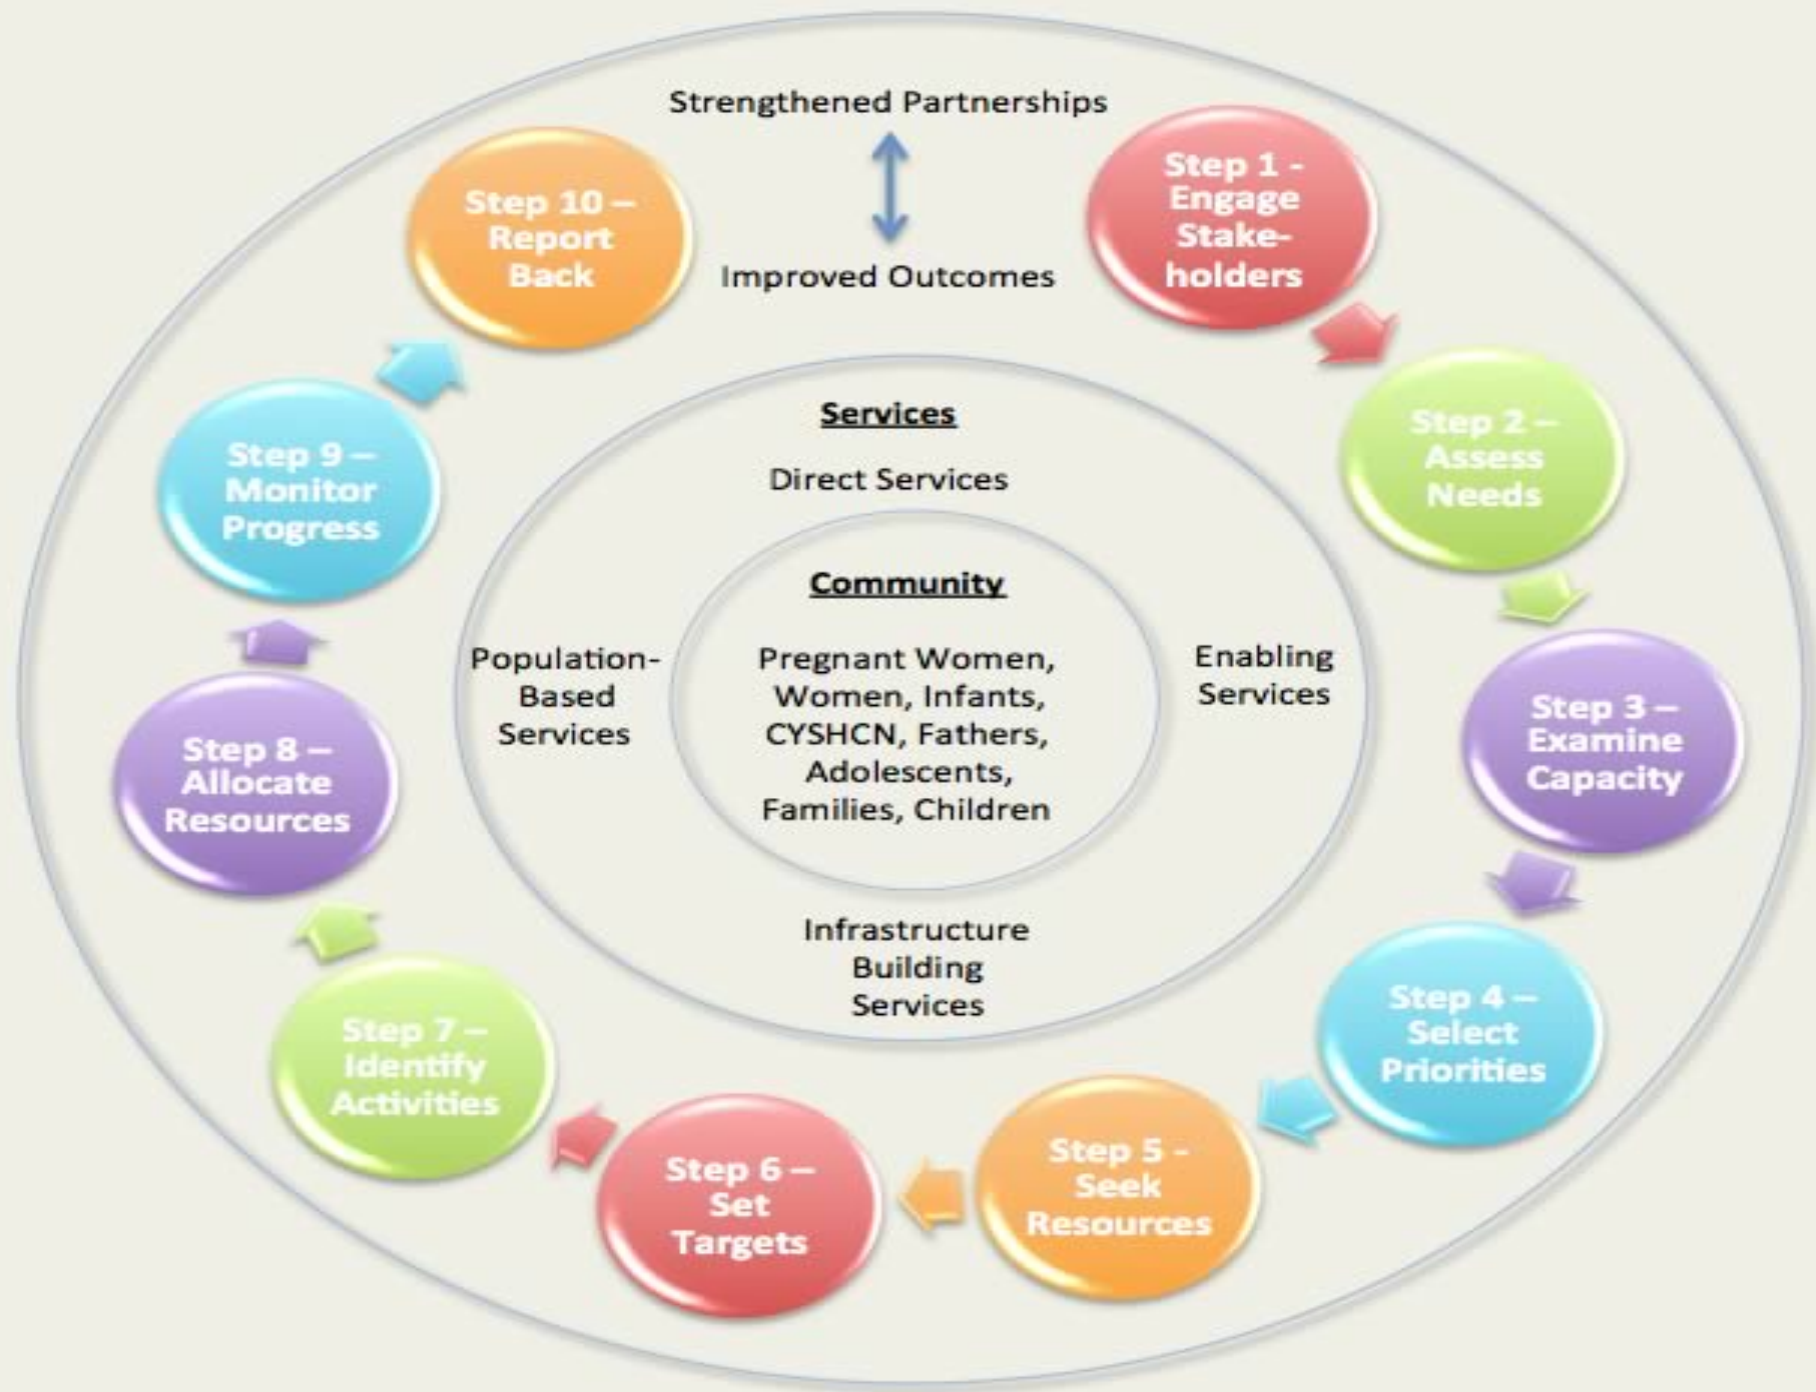 Strengthened Partnerships
Improved Outcomes
Step 1 -
Engage
Stake-
holders
Step 2 –
Assess
Needs
Step 3 –
Examine
Capacity
Step 4 –
Select
Priorities
Step 5 -
Seek
Resources
Step 6 –
Set
Targets
Step 7 –
Identify
Activities
Step 8 –
Allocate
Resources
Step 9 –
Monitor
Progress
Step 10 –
Report
Back
Services
Direct Services
Enabling
Services
Infrastructure
Building
Services
Population-
Based
Services
Community
Pregnant Women,
Women, Infants,
CYSHCN, Fathers,
Adolescents,
Families, Children